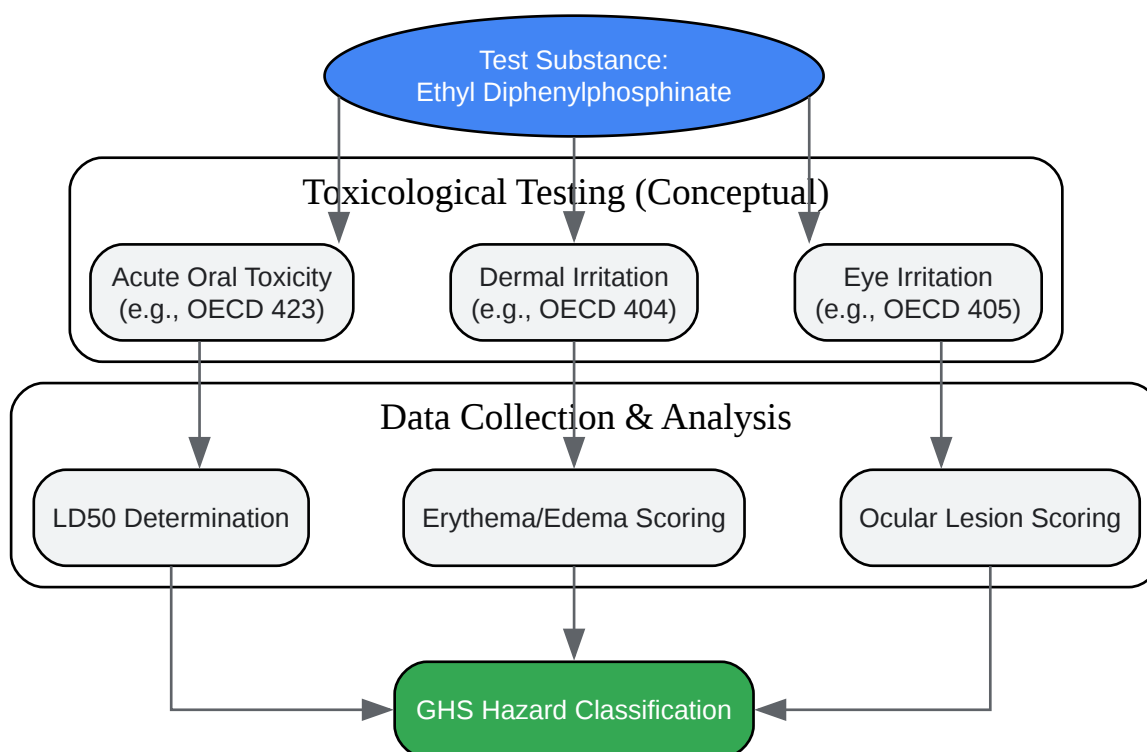 Test Substance:
Ethyl Diphenylphosphinate
Toxicological Testing (Conceptual)
Acute Oral Toxicity
(e.g., OECD 423)
Dermal Irritation
(e.g., OECD 404)
Eye Irritation
(e.g., OECD 405)
Data Collection & Analysis
LD50 Determination
Erythema/Edema Scoring
Ocular Lesion Scoring
GHS Hazard Classification